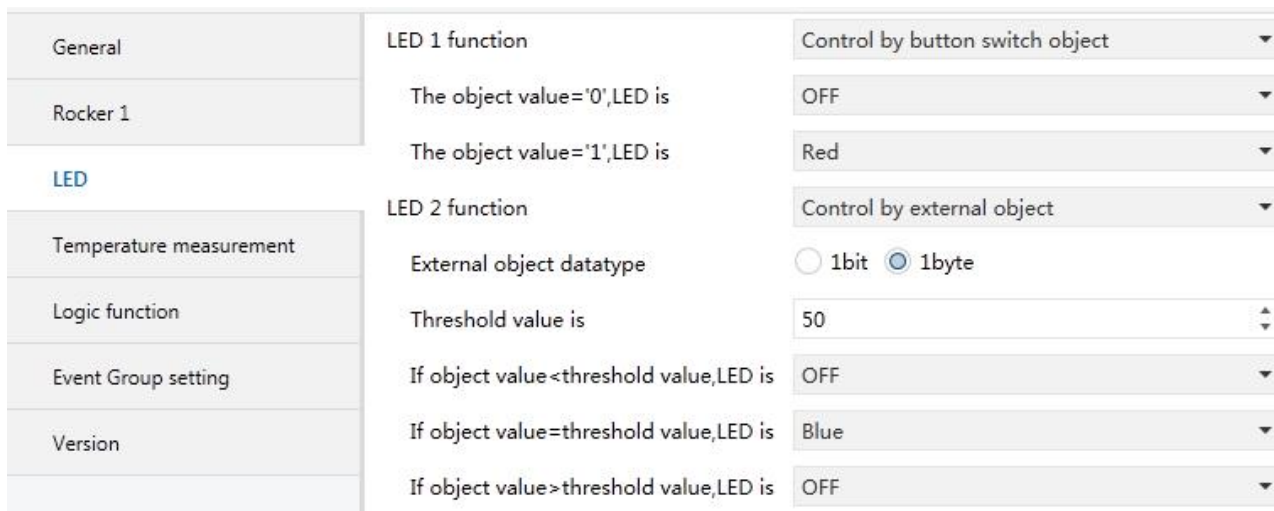 General
Rocker 1
LED
Temperature measurement
Logic function
Event Group setting
Version
LED 1 function Control by button switch object
The object value='0',LED is OFF
The object value='1',LED is Red
LED 2 function Control by external object
External object datatype 1bit 1byte
Threshold value is 50
If object value<threshold value,LED is OFF
If object value=threshold value,LED is Blue
If object value>threshold value,LED is OFF